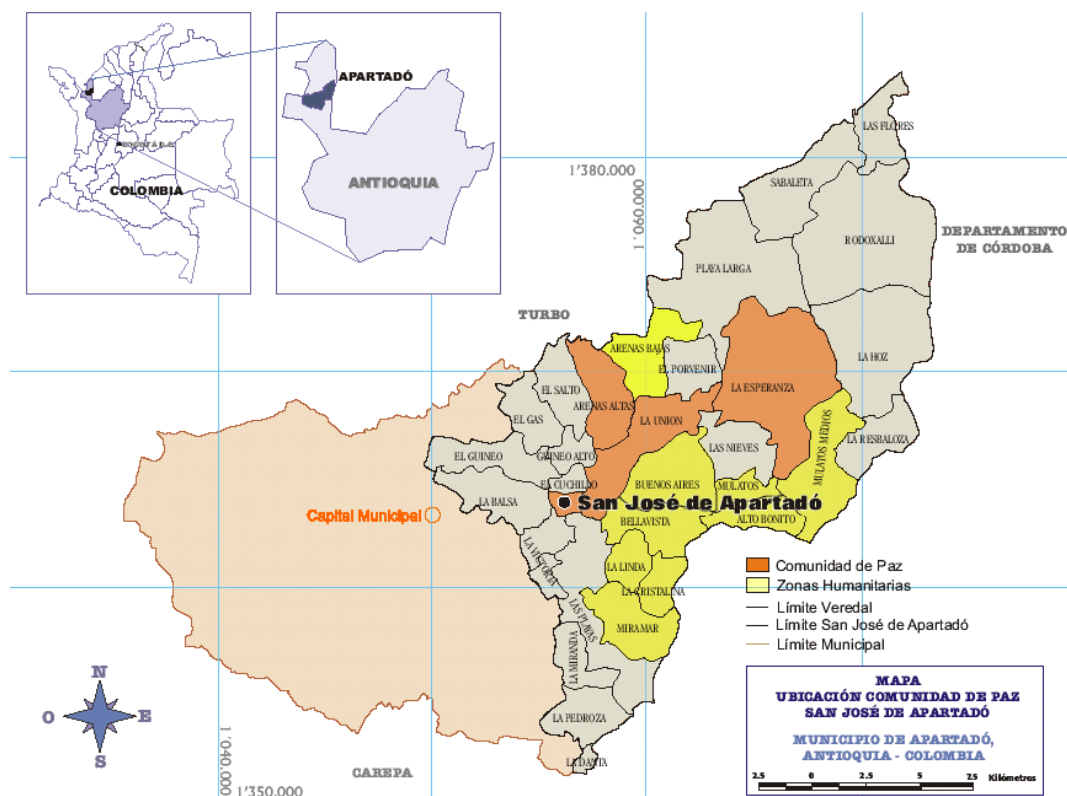 APARTADÓ
BOGOTÁ D.C.
COLOMBIA
ANTIOQUIA
1'380.000
1'060.000
LAS FLORES
SABALETA
RODOXALLI
DEPARTAMENTO
DE CÓRDOBA
PLAYA LARGA
TURBO
ARENAS BAJAS
EL PORVENIR
LA HOZ
EL SALTO
LA ESPERANZA
ARENAS ALTAS
EL GAS
LA UNION
MULATOS MEDIOS
LA RESBALOZA
LAS NIEVES
EL GUINEO
GUINEO ALTO
EL CUCHILLO
BUENOS AIRES
MULATOS
LA BALSA
San José de Apartadó
Capital Municipal
BELLAVISTA
ALTO BONITO
LA VICTORIA
LA LINDA
LA CRISTALINA
LAS PLAYAS
MIRAMAR
LA MIRANDA
LA PEDROZA
LA DANTA
Comunidad de Paz
Zonas Humanitarias
Límite Veredal
Límite San José de Apartadó
Límite Municipal
N
O
E
S
MAPA
UBICACIÓN COMUNIDAD DE PAZ
SAN JOSÉ DE APARTADÓ
MUNICIPIO DE APARTADÓ,
ANTIOQUIA - COLOMBIA
2.5 0 2.5 5 7.5 Kilómetros
1'040.000
1'350.000
CAREPA